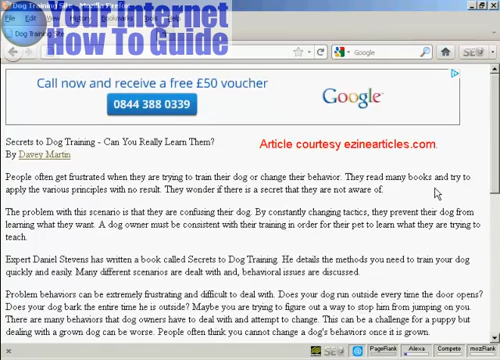 Dog Training Site - Mozilla Firefox
Your Internet
How To Guide
File Edit View History Bookmarks Tools Help
Dog Training Site
Google
Call now and receive a free £50 voucher
0844 388 0339
Google
Secrets to Dog Training - Can You Really Learn Them?
Article courtesy ezinearticles.com.
By Davey Martin
People often get frustrated when they are trying to train their dog or change their behavior. They read many books and try to
apply the various principles with no result. They wonder if there is a secret that they are not aware of.
The problem with this scenario is that they are confusing their dog. By constantly changing tactics, they prevent their dog from
learning what they want. A dog owner must be consistent with their training in order for their pet to learn what they are trying to
teach.
Expert Daniel Stevens has written a book called Secrets to Dog Training. He details the methods you need to train your dog
quickly and easily. Many different scenarios are dealt with and, behavioral issues are discussed.
Problem behaviors can be extremely frustrating and difficult to deal with. Does your dog run outside every time the door opens?
Does your dog bark the entire time he is outside? Maybe you are trying to figure out a way to stop him from jumping on you.
There are many behaviors that dog owners have to deal with and attempt to change. This can be a challenge for a puppy but
dealing with a grown dog can be worse. People often think you cannot change a dog's behaviors once it is grown.
PageRank Alexa Compete mozRank